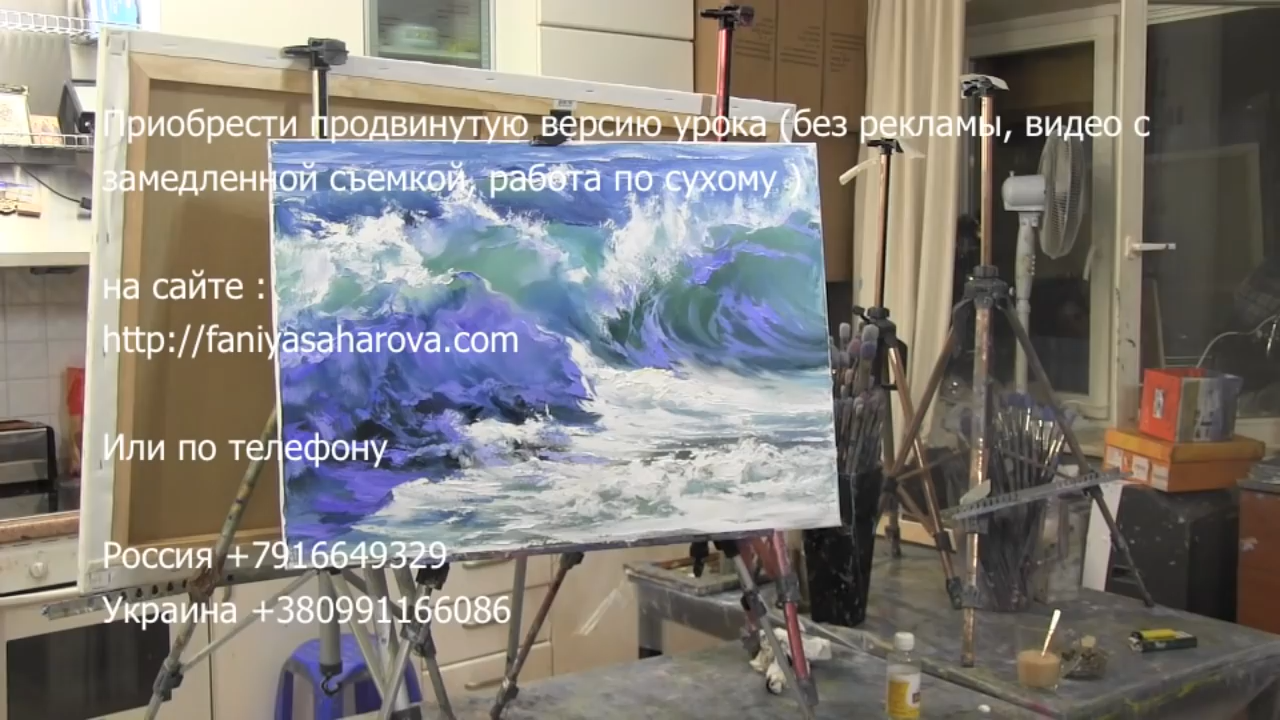 Приобрести продвинутую версию урока (без рекламы, видео с
замедленной съемкой, работа по сухому )
на сайте :
http://faniyasaharova.com
Или по телефону
Россия +7916649329
Украина +380991166086